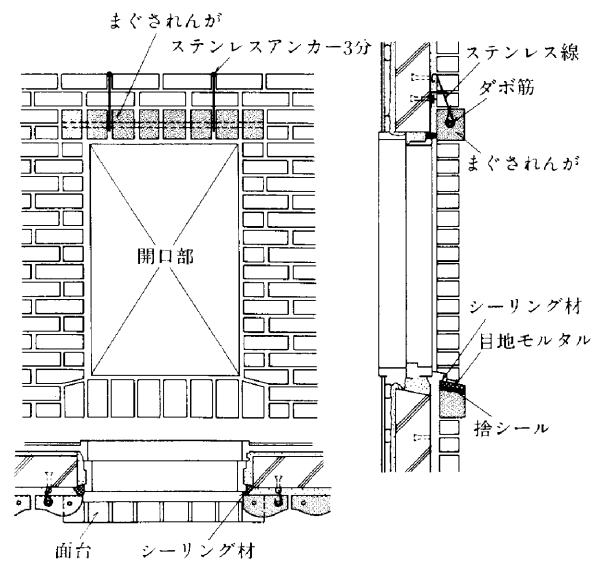 まぐされんが
ステンレスアンカー3分
開口部
面台
シーリング材
ステンレス線
ダボ筋
まぐされんが
シーリング材
目地モルタル
捨シール